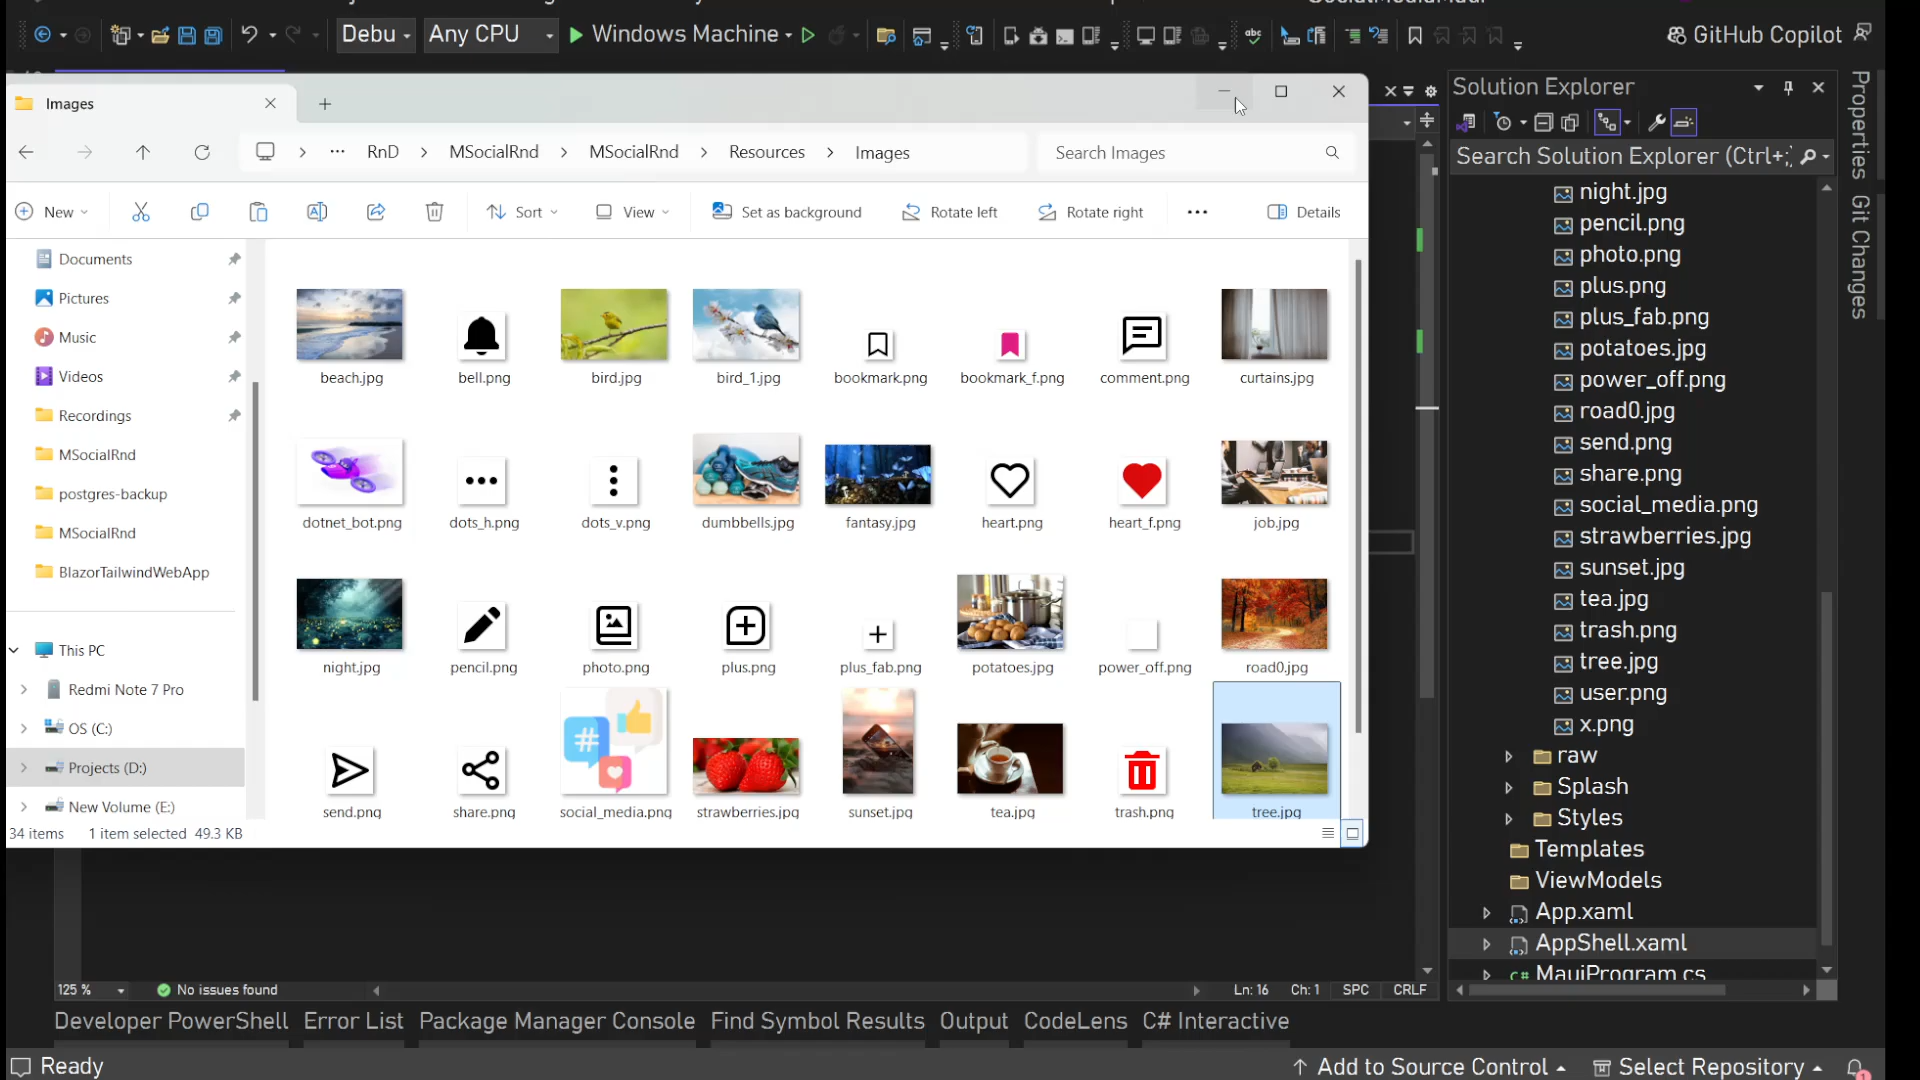 Debu
Any CPU
Windows Machine
GitHub Copilot
Images
RnD
MSocialRnd
MSocialRnd
Resources
Images
Search Images
New
Sort
View
Set as background
Rotate left
Rotate right
Details
Documents
Pictures
Music
Videos
Recordings
MSocialRnd
postgres-backup
MSocialRnd
BlazorTailwindWebApp
This PC
Redmi Note 7 Pro
OS (C:)
Projects (D:)
New Volume (E:)
beach.jpg
bell.png
bird.jpg
bird_1.jpg
bookmark.png
bookmark_f.png
comment.png
curtains.jpg
dotnet_bot.png
dots_h.png
dots_v.png
dumbbells.jpg
fantasy.jpg
heart.png
heart_f.png
job.jpg
night.jpg
pencil.png
photo.png
plus.png
plus_fab.png
potatoes.jpg
power_off.png
road0.jpg
send.png
share.png
social_media.png
strawberries.jpg
sunset.jpg
tea.jpg
trash.png
tree.jpg
34 items
1 item selected 49.3 KB
Solution Explorer
Search Solution Explorer (Ctrl+;)
night.jpg
pencil.png
photo.png
plus.png
plus_fab.png
potatoes.jpg
power_off.png
road0.jpg
send.png
share.png
social_media.png
strawberries.jpg
sunset.jpg
tea.jpg
trash.png
tree.jpg
user.png
x.png
raw
Splash
Styles
Templates
ViewModels
App.xaml
AppShell.xaml
MauiProgram.cs
Properties
Git Changes
125 %
No issues found
Ln: 16
Ch: 1
SPC
CRLF
Developer PowerShell
Error List
Package Manager Console
Find Symbol Results
Output
CodeLens
C# Interactive
Ready
Add to Source Control
Select Repository
1